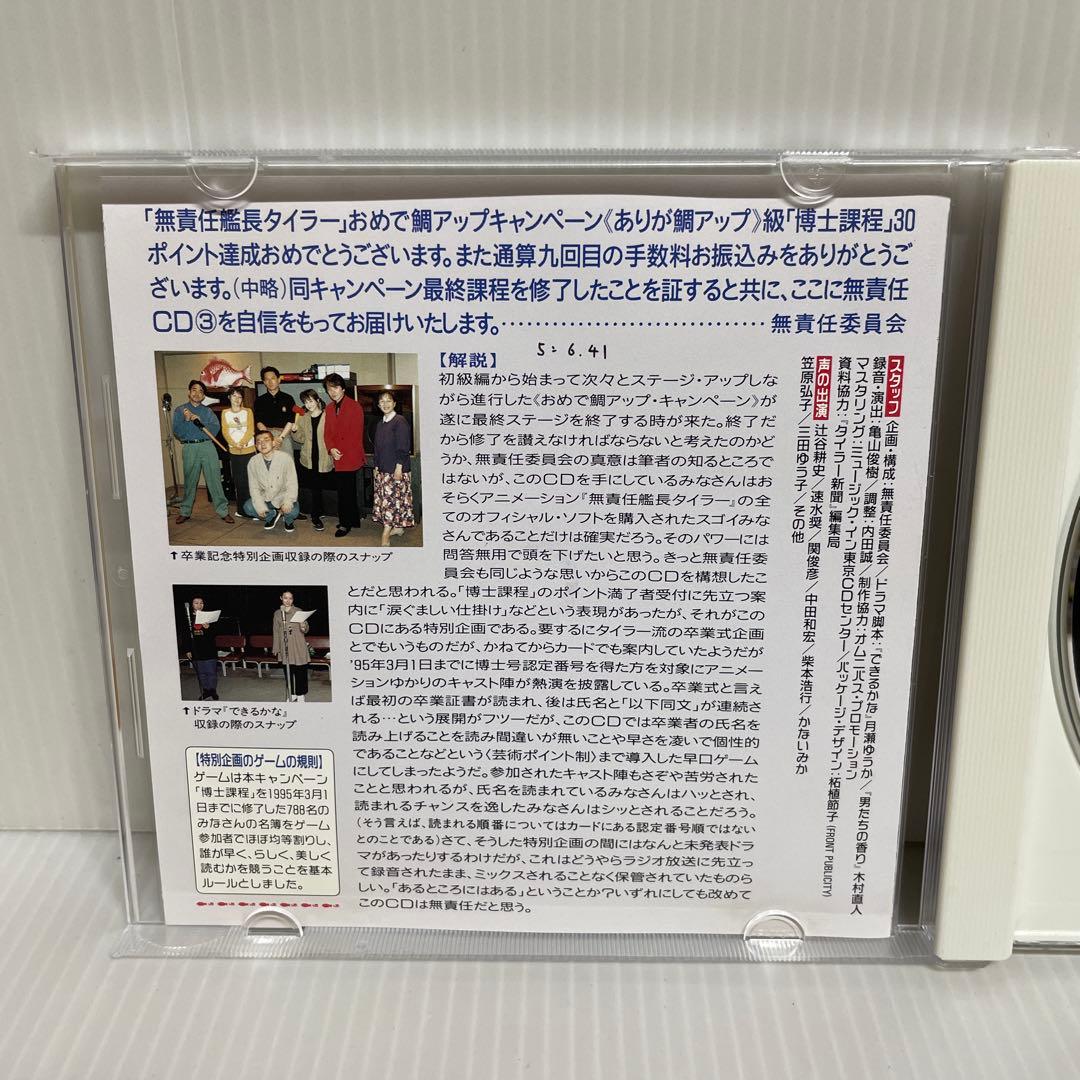 「無責任艦長タイラー」おめで鯛アップキャンペーン《ありが鯛アップ》級「博士課程」30
ポイント達成おめでとうございます。また通算九回目の手数料お振込みをありがとうご
ざいます。(中略)同キャンペーン最終課程を修了したことを証すると共に、ここに無責任
CD③を自信をもってお届けいたします。……………………………無責任委員会
5:6.41
【解説】
初級編から始まって次々とステージ・アップしな
がら進行した《おめで鯛アップ・キャンペーン》が
遂に最終ステージを終了する時が来た。終了だ
から修了を讃えなければならないと考えたのかど
うか、無責任委員会の真意は筆者の知るところで
はないが、このCDを手にしているみなさんはお
そらくアニメーション『無責任艦長タイラー』の全
てのオフィシャル・ソフトを購入されたスゴイみな
さんであることだけは確実だろう。そのパワーには
問答無用で頭を下げたいと思う。きっと無責任委
員会も同じような思いからこのCDを構想したこ
とだと思われる。「博士課程」のポイント満了者受付に先立つ案
内に「涙ぐましい仕掛け」などという表現があったが、それがこの
CDにある特別企画である。要するにタイラー流の卒業式企画
とでもいうものだが、かねてからカードでも案内していたようだが
'95年3月1日までに博士号認定番号を得た方を対象にアニメー
ションゆかりのキャスト陣が熱演を披露している。卒業式と言え
ば最初の卒業証書が読まれ、後は氏名と「以下同文」が連続さ
れる…という展開がフツーだが、このCDでは卒業者の氏名を
読み上げることを読み間違いが無いことや早さを凌いで個性的
であることなどという〈芸術ポイント制〉まで導入した早口ゲーム
にしてしまったようだ。参加されたキャスト陣もさぞや苦労された
ことと思われるが、氏名を読まれているみなさんはハッとされ、
読まれるチャンスを逸したみなさんはシッとされることだろう。
(そう言えば、読まれる順番についてはカードにある認定番号順ではない
とのことである)さて、そうした特別企画の間にはなんと未発表ドラ
マがあったりするわけだが、これはどうやらラジオ放送に先立っ
て録音されたまま、ミックスされることなく保管されていたものら
しい。「あるところにはある」ということか?いずれにしても改めて
このCDは無責任だと思う。
↑卒業記念特別企画収録の際のスナップ
↑ドラマ『できるかな』
収録の際のスナップ
【特別企画のゲームの規則】
ゲームは本キャンペーン
「博士課程」を1995年3月1
日までに修了した788名の
みなさんの名簿をゲーム
参加者でほぼ均等割りし、
誰が早く、らしく、美しく
読むかを競うことを基本
ルールとしました。
スタッフ 企画・構成:無責任委員会/ドラマ脚本:『できるかな』月瀬ゆうか/『男たちの香り』木村直人
録音・演出:亀山俊樹/調整:内田誠/制作協力:オムニバス・プロモーション
マスタリング:ミュージック・イン東京CDセンター/パッケージ・デザイン:柘植節子(FRONT PUBLICITY)
資料協力:『タイラー新聞』編集局
声の出演 辻谷耕史/速水奨/関俊彦/中田和宏/柴本浩行/かないみか
笠原弘子/三田ゆう子/その他